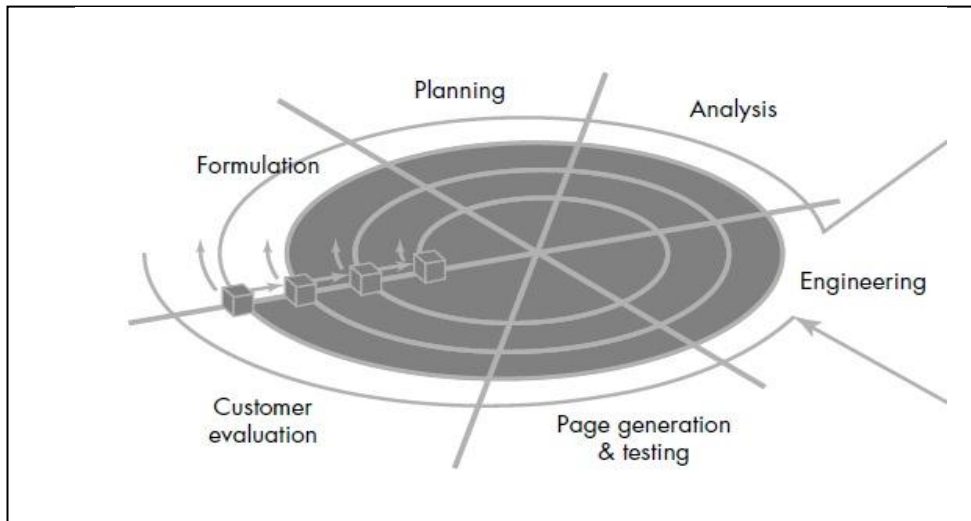 Planning
Analysis
Formulation
Engineering
Customer
evaluation
Page generation
& testing